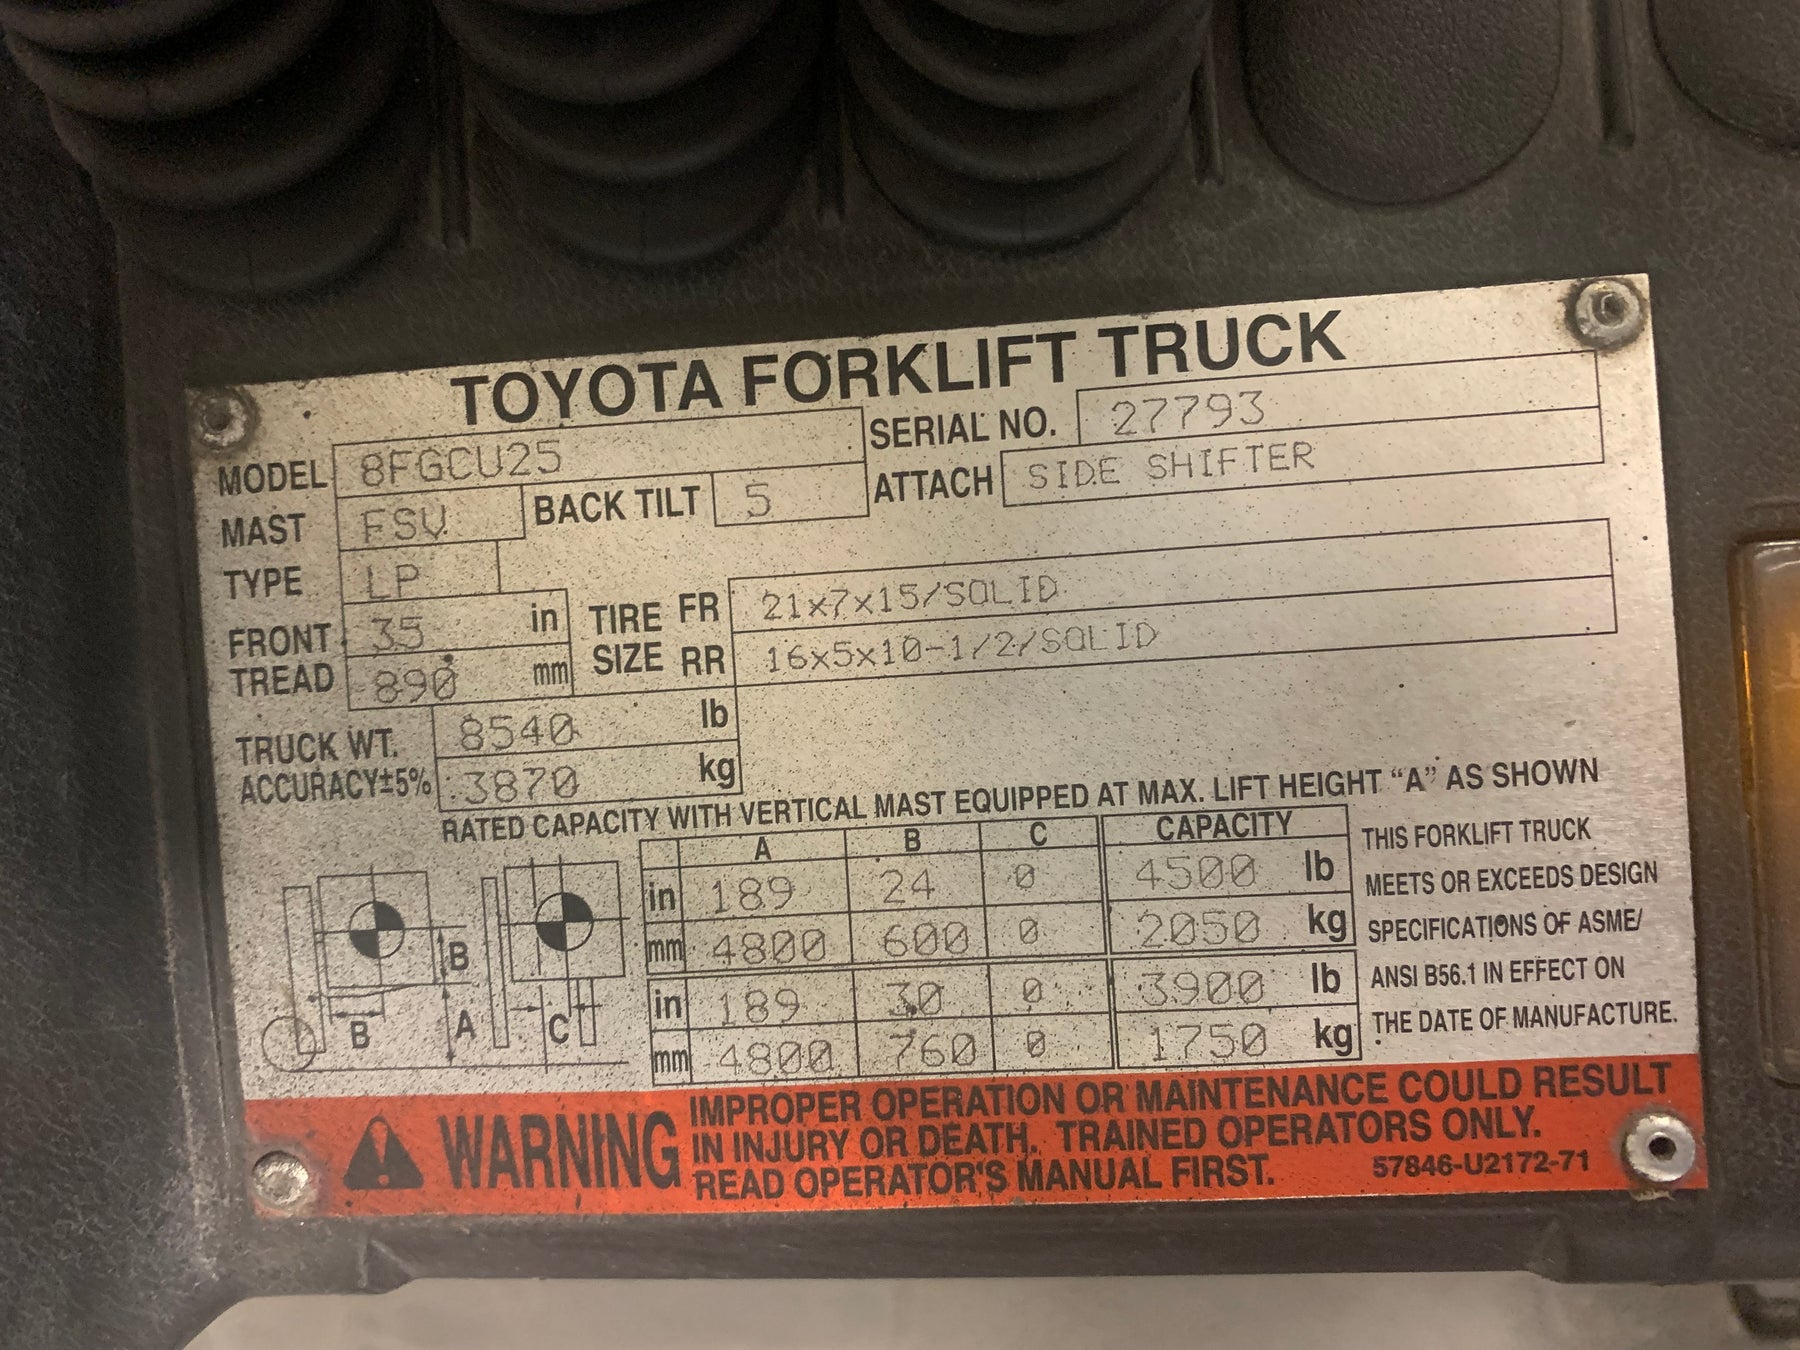 TOYOTA FORKLIFT TRUCK
MODEL 8FGCU25 SERIAL NO. 27793
MAST FSV BACK TILT 5 ATTACH SIDE SHIFTER
TYPE LP
FRONT TREAD 35 in
890 mm
TIRE SIZE FR 21x7x15/SOLID
RR 16x5x10-1/2/SOLID
TRUCK WT. 8540 lb
ACCURACY±5% 3870 kg
RATED CAPACITY WITH VERTICAL MAST EQUIPPED AT MAX. LIFT HEIGHT “A” AS SHOWN
A B C CAPACITY
in 189 24 0 4500 lb
mm 4800 600 0 2050 kg
in 189 30 0 3900 lb
mm 4800 760 0 1750 kg
B
B A C
THIS FORKLIFT TRUCK
MEETS OR EXCEEDS DESIGN
SPECIFICATIONS OF ASME/
ANSI B56.1 IN EFFECT ON
THE DATE OF MANUFACTURE.
WARNING
IMPROPER OPERATION OR MAINTENANCE COULD RESULT
IN INJURY OR DEATH. TRAINED OPERATORS ONLY.
READ OPERATOR'S MANUAL FIRST. 57846-U2172-71